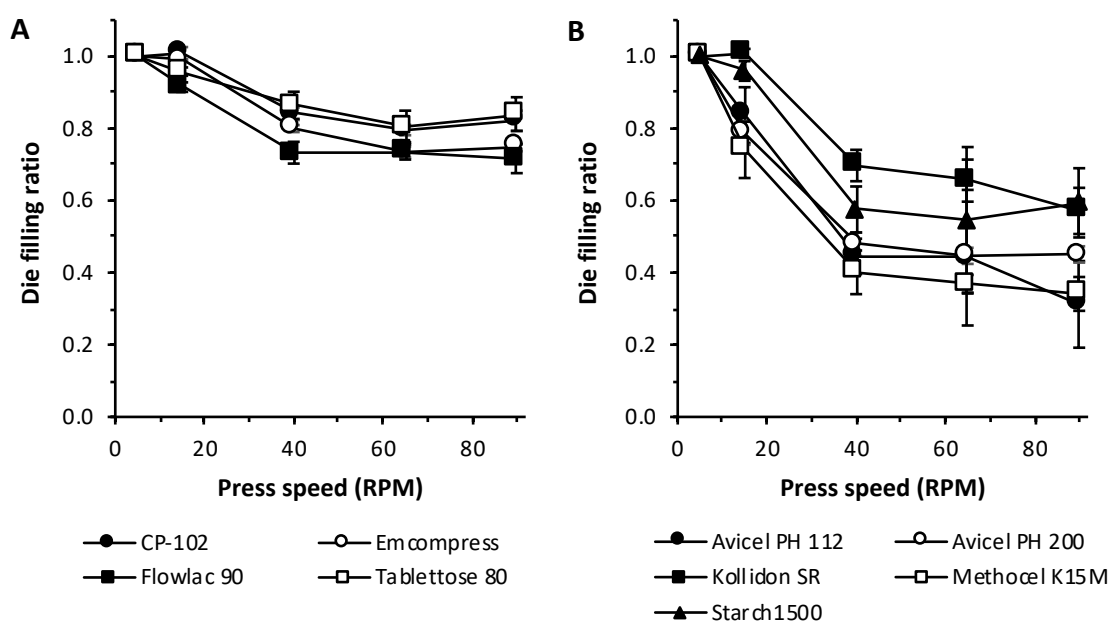 A
Die filling ratio
1.0
0.8
0.6
0.4
0.2
0.0
0 20 40 60 80
Press speed (RPM)
CP-102 Emcompress
Flowlac 90 Tablettose 80
B
Die filling ratio
1.0
0.8
0.6
0.4
0.2
0.0
0 20 40 60 80
Press speed (RPM)
Avicel PH 112 Avicel PH 200
Kollidon SR Methocel K15M
Starch1500